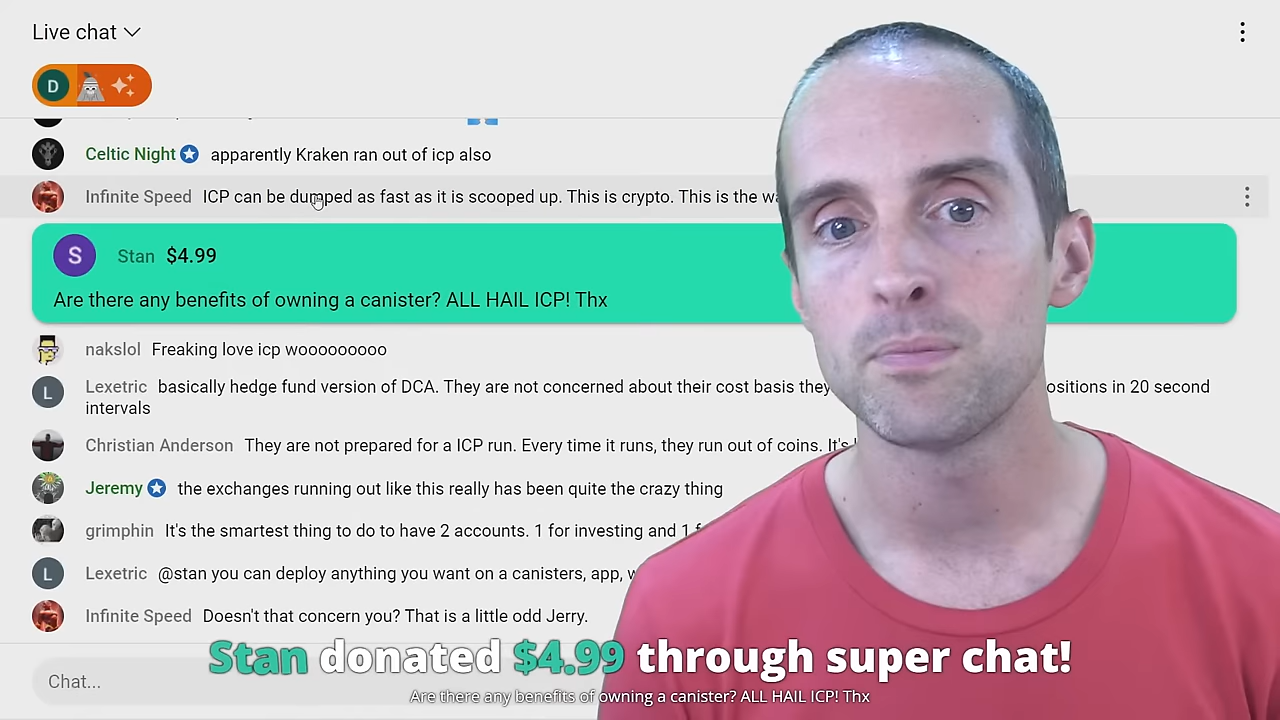 Live chat
D
Celtic Night apparently Kraken ran out of icp also
Infinite Speed ICP can be dumped as fast as it is scooped up. This is crypto. This is the
S Stan $4.99
Are there any benefits of owning a canister? ALL HAIL ICP! Thx
nakslol Freaking love icp wooooooooo
L Lexetric basically hedge fund version of DCA. They are not concerned about their cost basis they ositions in 20 second
intervals
Christian Anderson They are not prepared for a ICP run. Every time it runs, they run out of coins. It's
Jeremy the exchanges running out like this really has been quite the crazy thing
grimphin It's the smartest thing to do to have 2 accounts. 1 for investing and 1
L Lexetric @stan you can deploy anything you want on a canisters, app,
Infinite Speed Doesn't that concern you? That is a little odd Jerry.
Stan donated $4.99 through super chat!
Chat...
Are there any benefits of owning a canister? ALL HAIL ICP! Thx